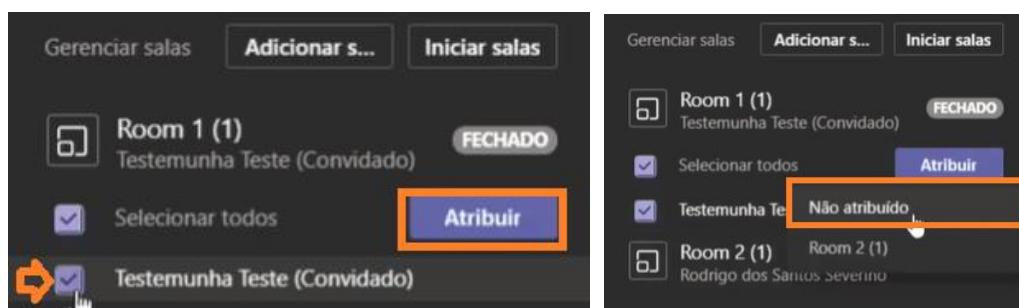 Gerenciar salas Adicionar s... Iniciar salas
Room 1 (1)
Testemunha Teste (Convidado)
FECHADO
Selecionar todos Atribuir
Testemunha Teste (Convidado)
Gerenciar salas Adicionar s... Iniciar salas
Room 1 (1)
Testemunha Teste (Convidado)
FECHADO
Selecionar todos Atribuir
Testemunha Te Não atribuído
Room 2 (1) Room 2 (1)
Rodrigo dos Santos Severino